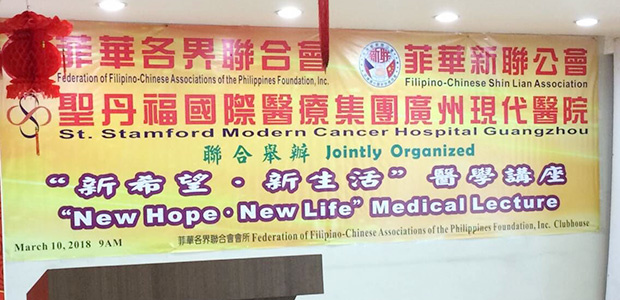 菲華各界聯合會
Federation of Filipino-Chinese Associations of the Philippines Foundation, Inc.
菲華新聯公會
Filipino-Chinese Shin Lian Association
聖丹福國際醫療集團廣州現代醫院
St. Stamford Modern Cancer Hospital Guangzhou
聯合舉辦 Jointly Organized
“新希望·新生活” 醫學講座
“New Hope·New Life” Medical Lecture
March 10, 2018 9AM
菲華各界聯合會會所 Federation of Filipino-Chinese Associations of the Philippines Foundation, Inc. Clubhouse